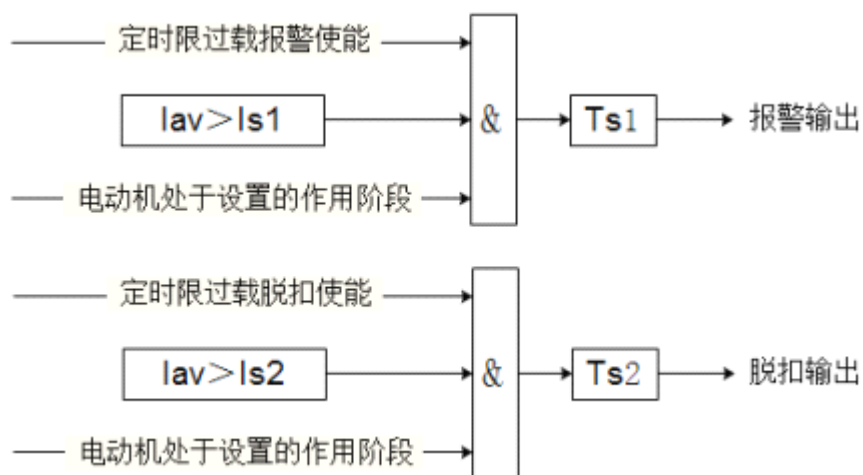 定时限过载报警使能
Iav＞Is1
&
Ts1
报警输出
电动机处于设置的作用阶段
定时限过载脱扣使能
Iav＞Is2
&
Ts2
脱扣输出
电动机处于设置的作用阶段